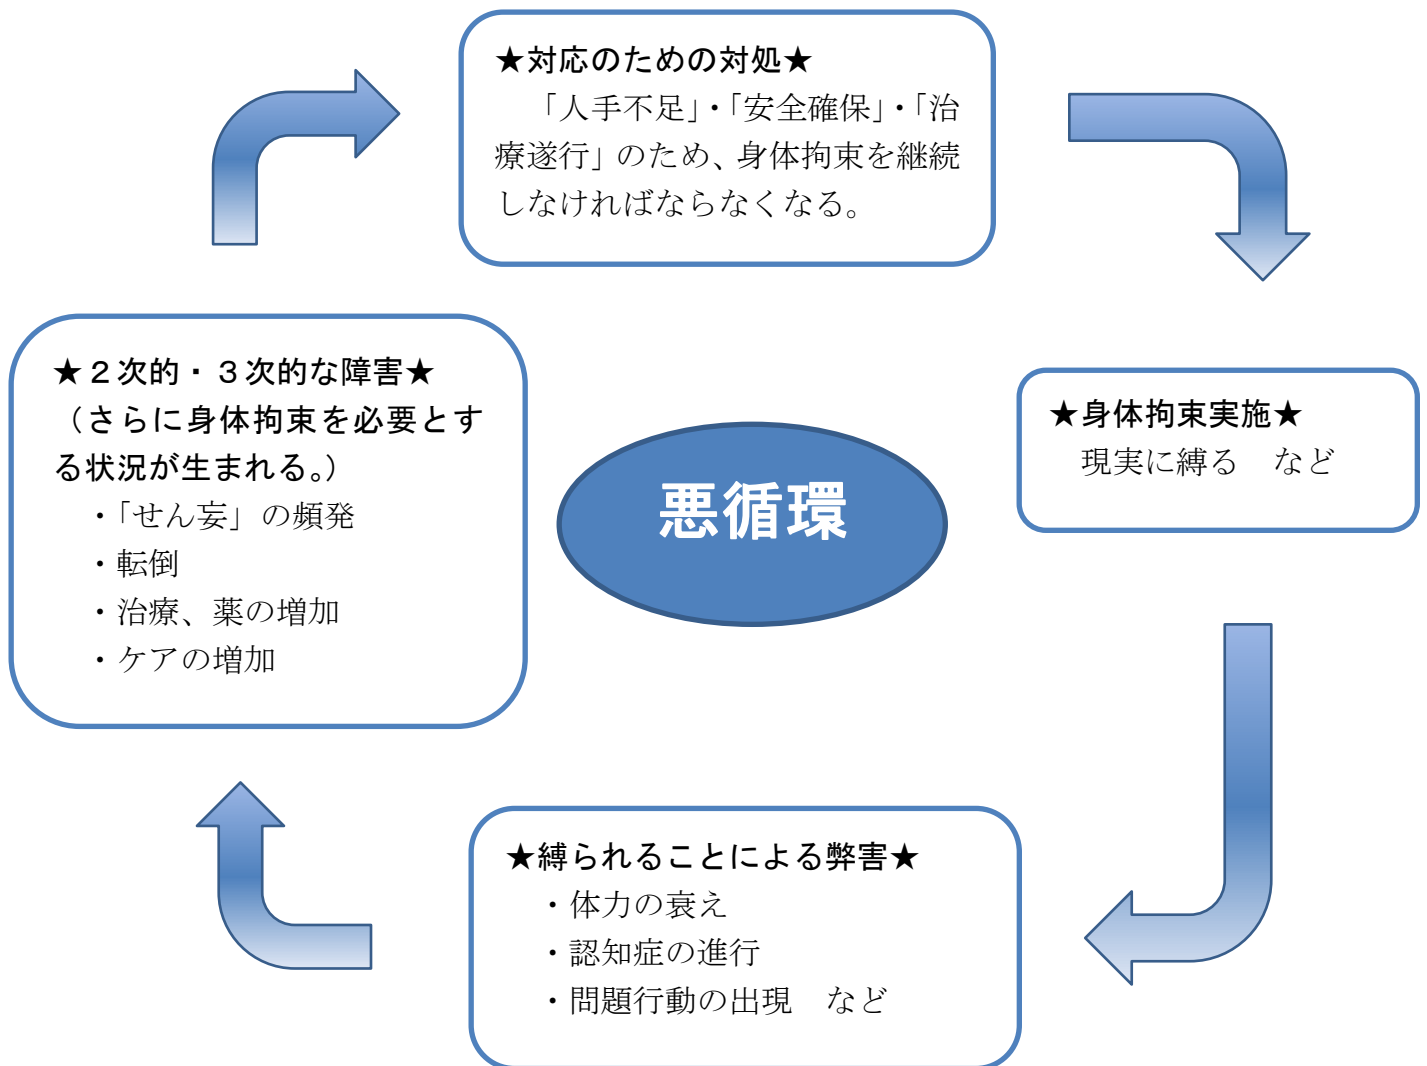 ★対応のための対処★
「人手不足」・「安全確保」・「治
療遂行」のため、身体拘束を継続
しなければならなくなる。
★身体拘束実施★
現実に縛る　など
★縛られることによる弊害★
・体力の衰え
・認知症の進行
・問題行動の出現　など
★２次的・３次的な障害★
（さらに身体拘束を必要とす
る状況が生まれる。）
・「せん妄」の頻発
・転倒
・治療、薬の増加
・ケアの増加
悪循環